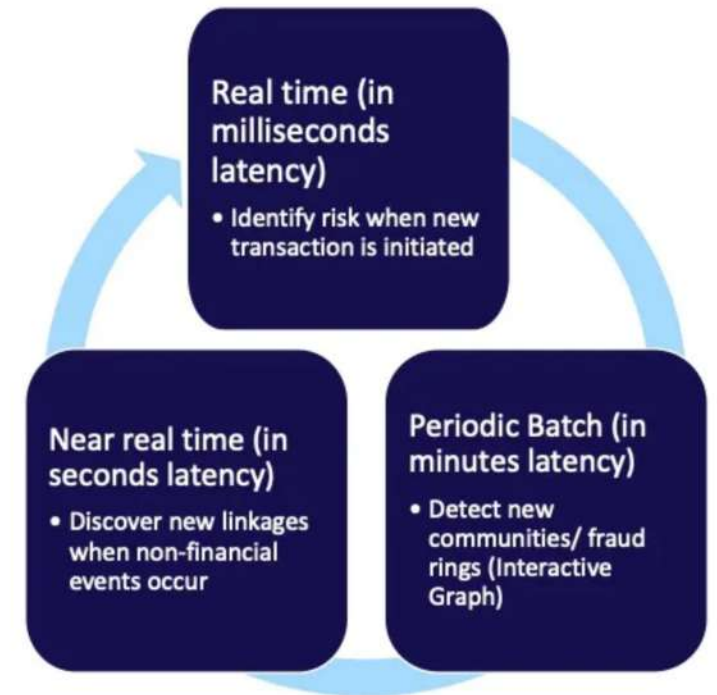 Real time (in
milliseconds
latency)
• Identify risk when new
transaction is initiated
Near real time (in
seconds latency)
• Discover new linkages
when non-financial
events occur
Periodic Batch (in
minutes latency)
• Detect new
communities/ fraud
rings (Interactive
Graph)